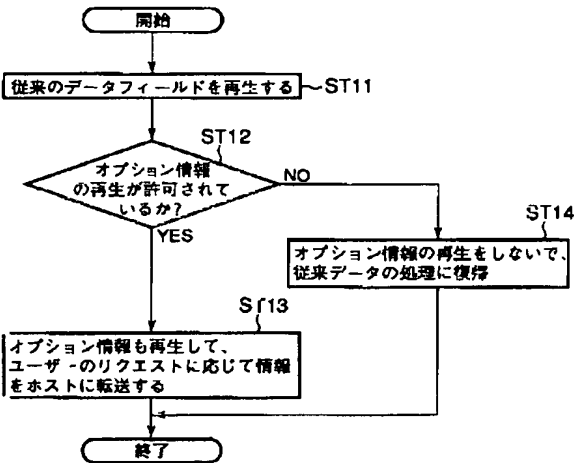 開始
従来のデータフィールドを再生する
ST11
ST12
オプション情報
の再生が許可されて
いるか?
NO
YES
ST14
オプション情報の再生をしないで、
従来データの処理に復帰
ST13
オプション情報も再生して、
ユーザーのリクエストに応じて情報
をホストに転送する
終了